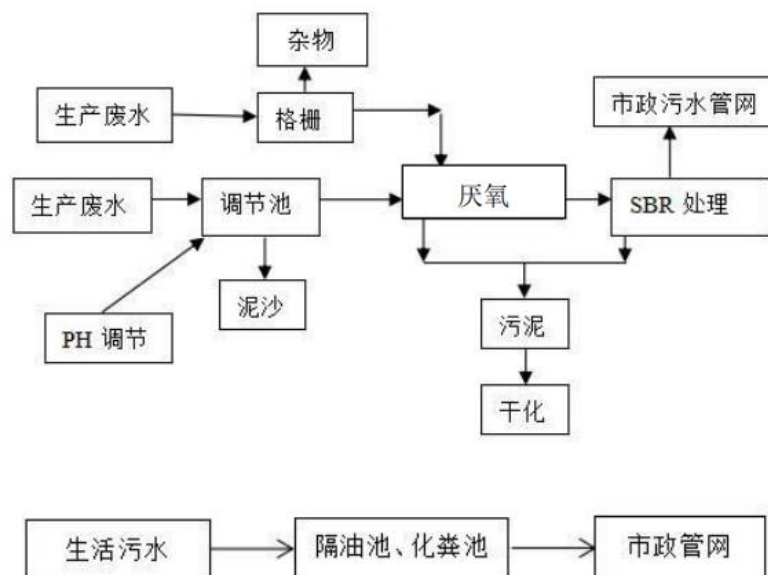 杂物
市政污水管网
生产废水
格栅
厌氧
生产废水
调节池
SBR 处理
泥沙
污泥
PH 调节
干化
生活污水
隔油池、化粪池
市政管网